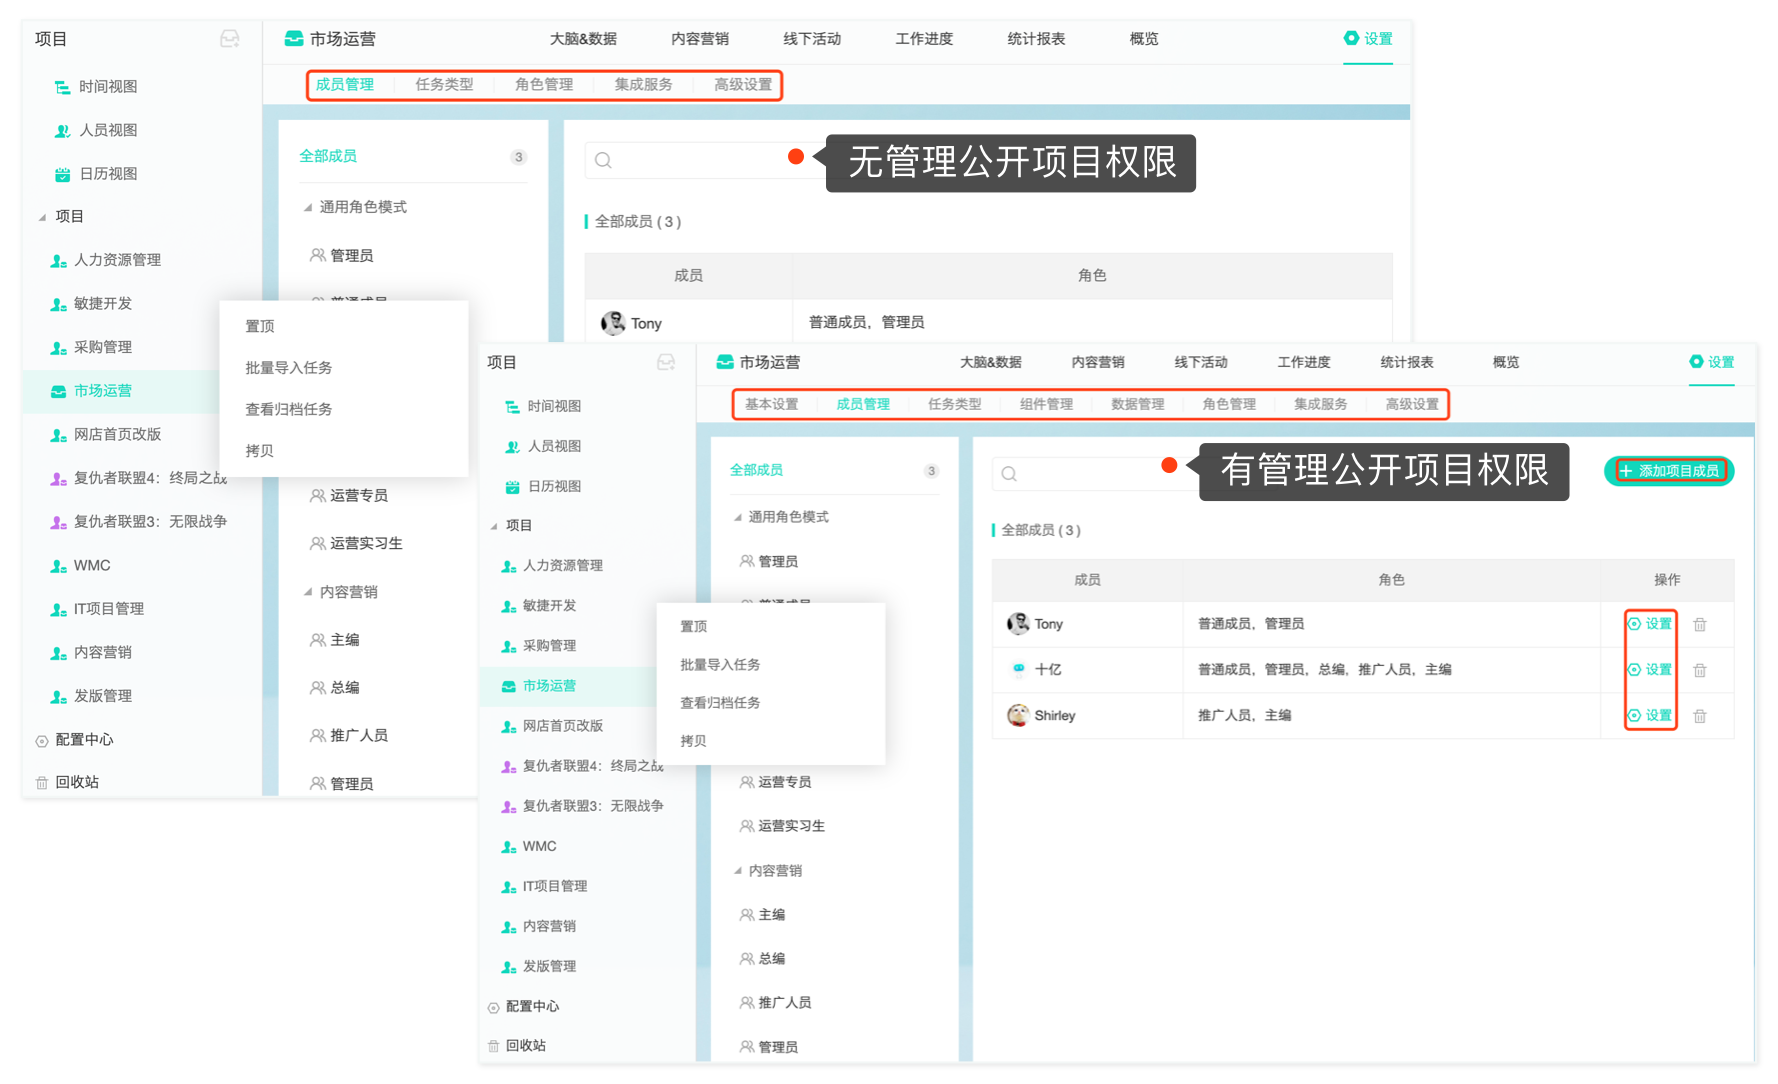 项目
时间视图
人员视图
日历视图
项目
人力资源管理
敏捷开发
采购管理
市场运营
网店首页改版
复仇者联盟4：终局之战
复仇者联盟3：无限战争
WMC
IT项目管理
内容营销
发版管理
配置中心
回收站
市场运营 大脑&数据 内容营销 线下活动 工作进度 统计报表 概览 设置
成员管理 任务类型 角色管理 集成服务 高级设置
全部成员 3
通用角色模式
管理员
普通成员
运营专员
运营实习生
内容营销
主编
总编
推广人员
管理员
无管理公开项目权限
全部成员 ( 3 )
成员 角色
Tony 普通成员，管理员
置顶
批量导入任务
查看归档任务
拷贝
项目
时间视图
人员视图
日历视图
项目
人力资源管理
敏捷开发
采购管理
市场运营
网店首页改版
复仇者联盟4：终局之战
复仇者联盟3：无限战争
WMC
IT项目管理
内容营销
发版管理
配置中心
回收站
市场运营 大脑&数据 内容营销 线下活动 工作进度 统计报表 概览 设置
基本设置 成员管理 任务类型 组件管理 数据管理 角色管理 集成服务 高级设置
全部成员 3
通用角色模式
管理员
普通成员
运营专员
运营实习生
内容营销
主编
总编
推广人员
管理员
有管理公开项目权限
添加项目成员
全部成员 ( 3 )
成员 角色 操作
Tony 普通成员，管理员 设置
十亿 普通成员，管理员，总编，推广人员，主编 设置
Shirley 推广人员，主编 设置
置顶
批量导入任务
查看归档任务
拷贝